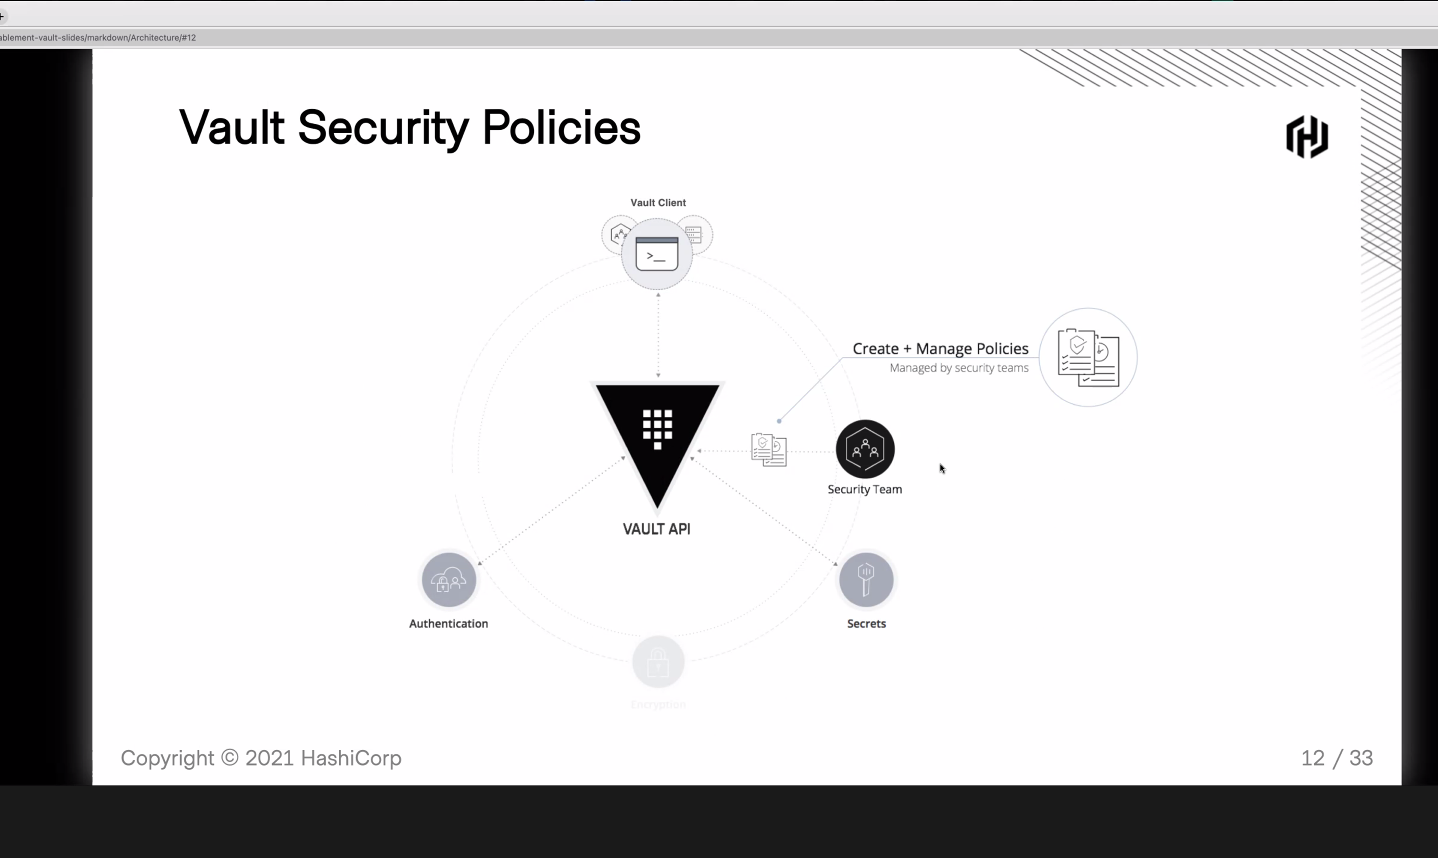 ablement-vault-slides/markdown/Architecture/#12
Vault Security Policies
Vault Client
>_
Create + Manage Policies
Managed by security teams
Security Team
VAULT API
Authentication
Secrets
Encryption
Copyright © 2021 HashiCorp
12 / 33